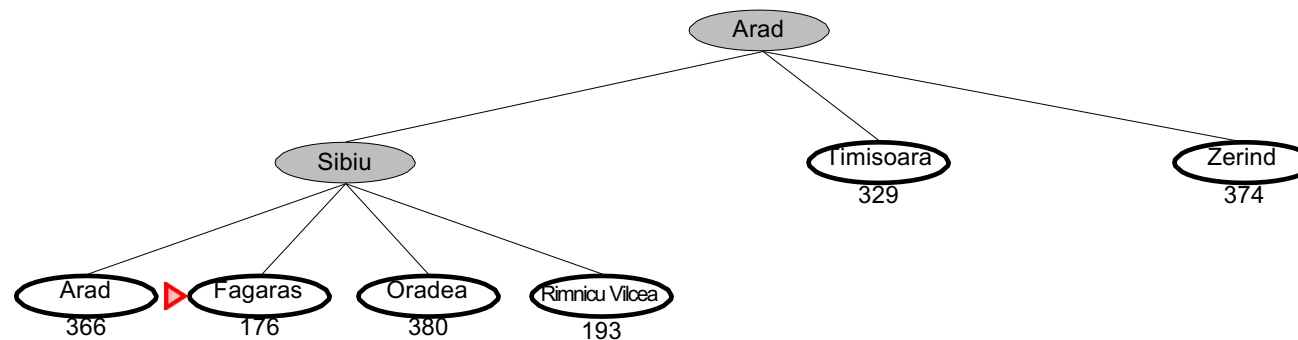 Arad
Sibiu
Timisoara
Zerind
329
374
Arad
Fagaras
Oradea
Rimnicu Vilcea
366
176
380
193